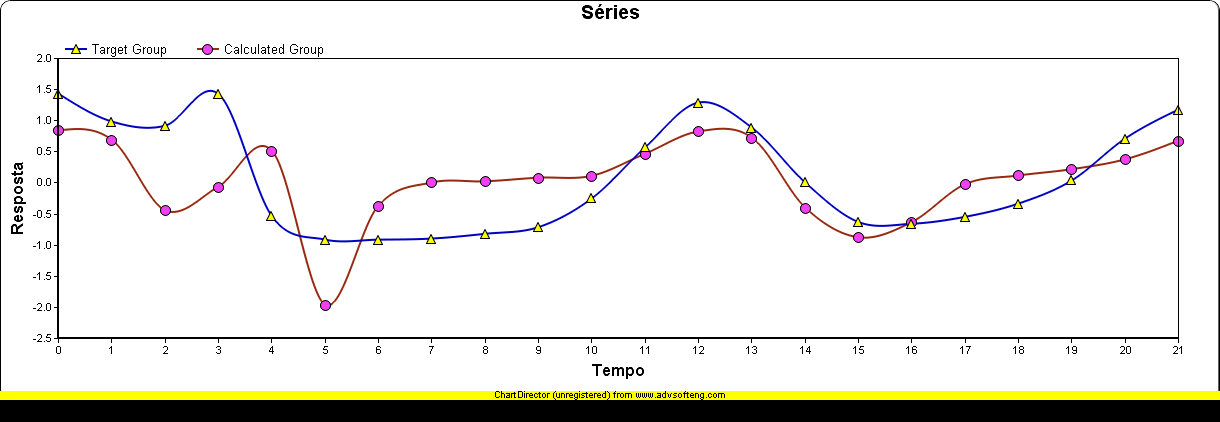 Séries
Target Group Calculated Group
2.0
1.5
1.0
0.5
0.0
-0.5
-1.0
-1.5
-2.0
-2.5
Resposta
0 1 2 3 4 5 6 7 8 9 10 11 12 13 14 15 16 17 18 19 20 21
Tempo
ChartDirector (unregistered) from www.advsofteng.com